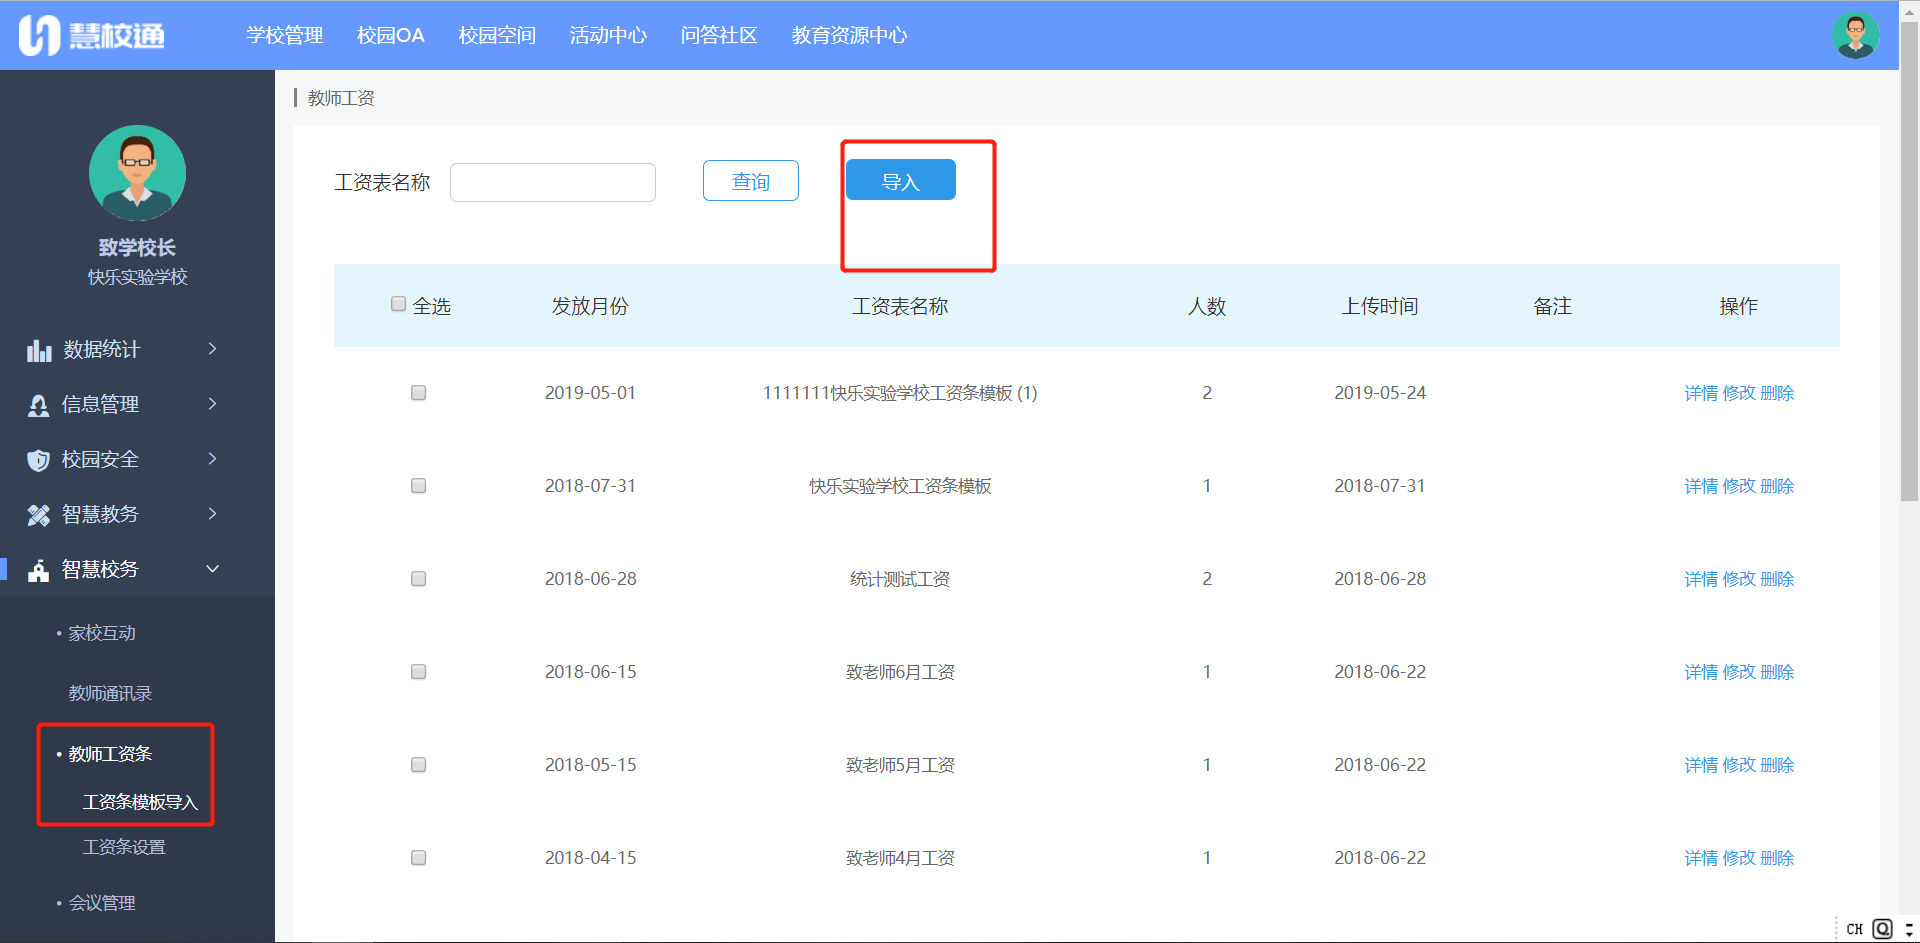 慧校通 学校管理 校园OA 校园空间 活动中心 问答社区 教育资源中心
致学校长
快乐实验学校
数据统计
信息管理
校园安全
智慧教务
智慧校务
• 家校互动
教师通讯录
• 教师工资条
工资条模板导入
工资条设置
• 会议管理
教师工资
工资表名称 查询 导入
全选 发放月份 工资表名称 人数 上传时间 备注 操作
2019-05-01 1111111快乐实验学校工资条模板 (1) 2 2019-05-24 详情 修改 删除
2018-07-31 快乐实验学校工资条模板 1 2018-07-31 详情 修改 删除
2018-06-28 统计测试工资 2 2018-06-28 详情 修改 删除
2018-06-15 致老师6月工资 1 2018-06-22 详情 修改 删除
2018-05-15 致老师5月工资 1 2018-06-22 详情 修改 删除
2018-04-15 致老师4月工资 1 2018-06-22 详情 修改 删除
CH